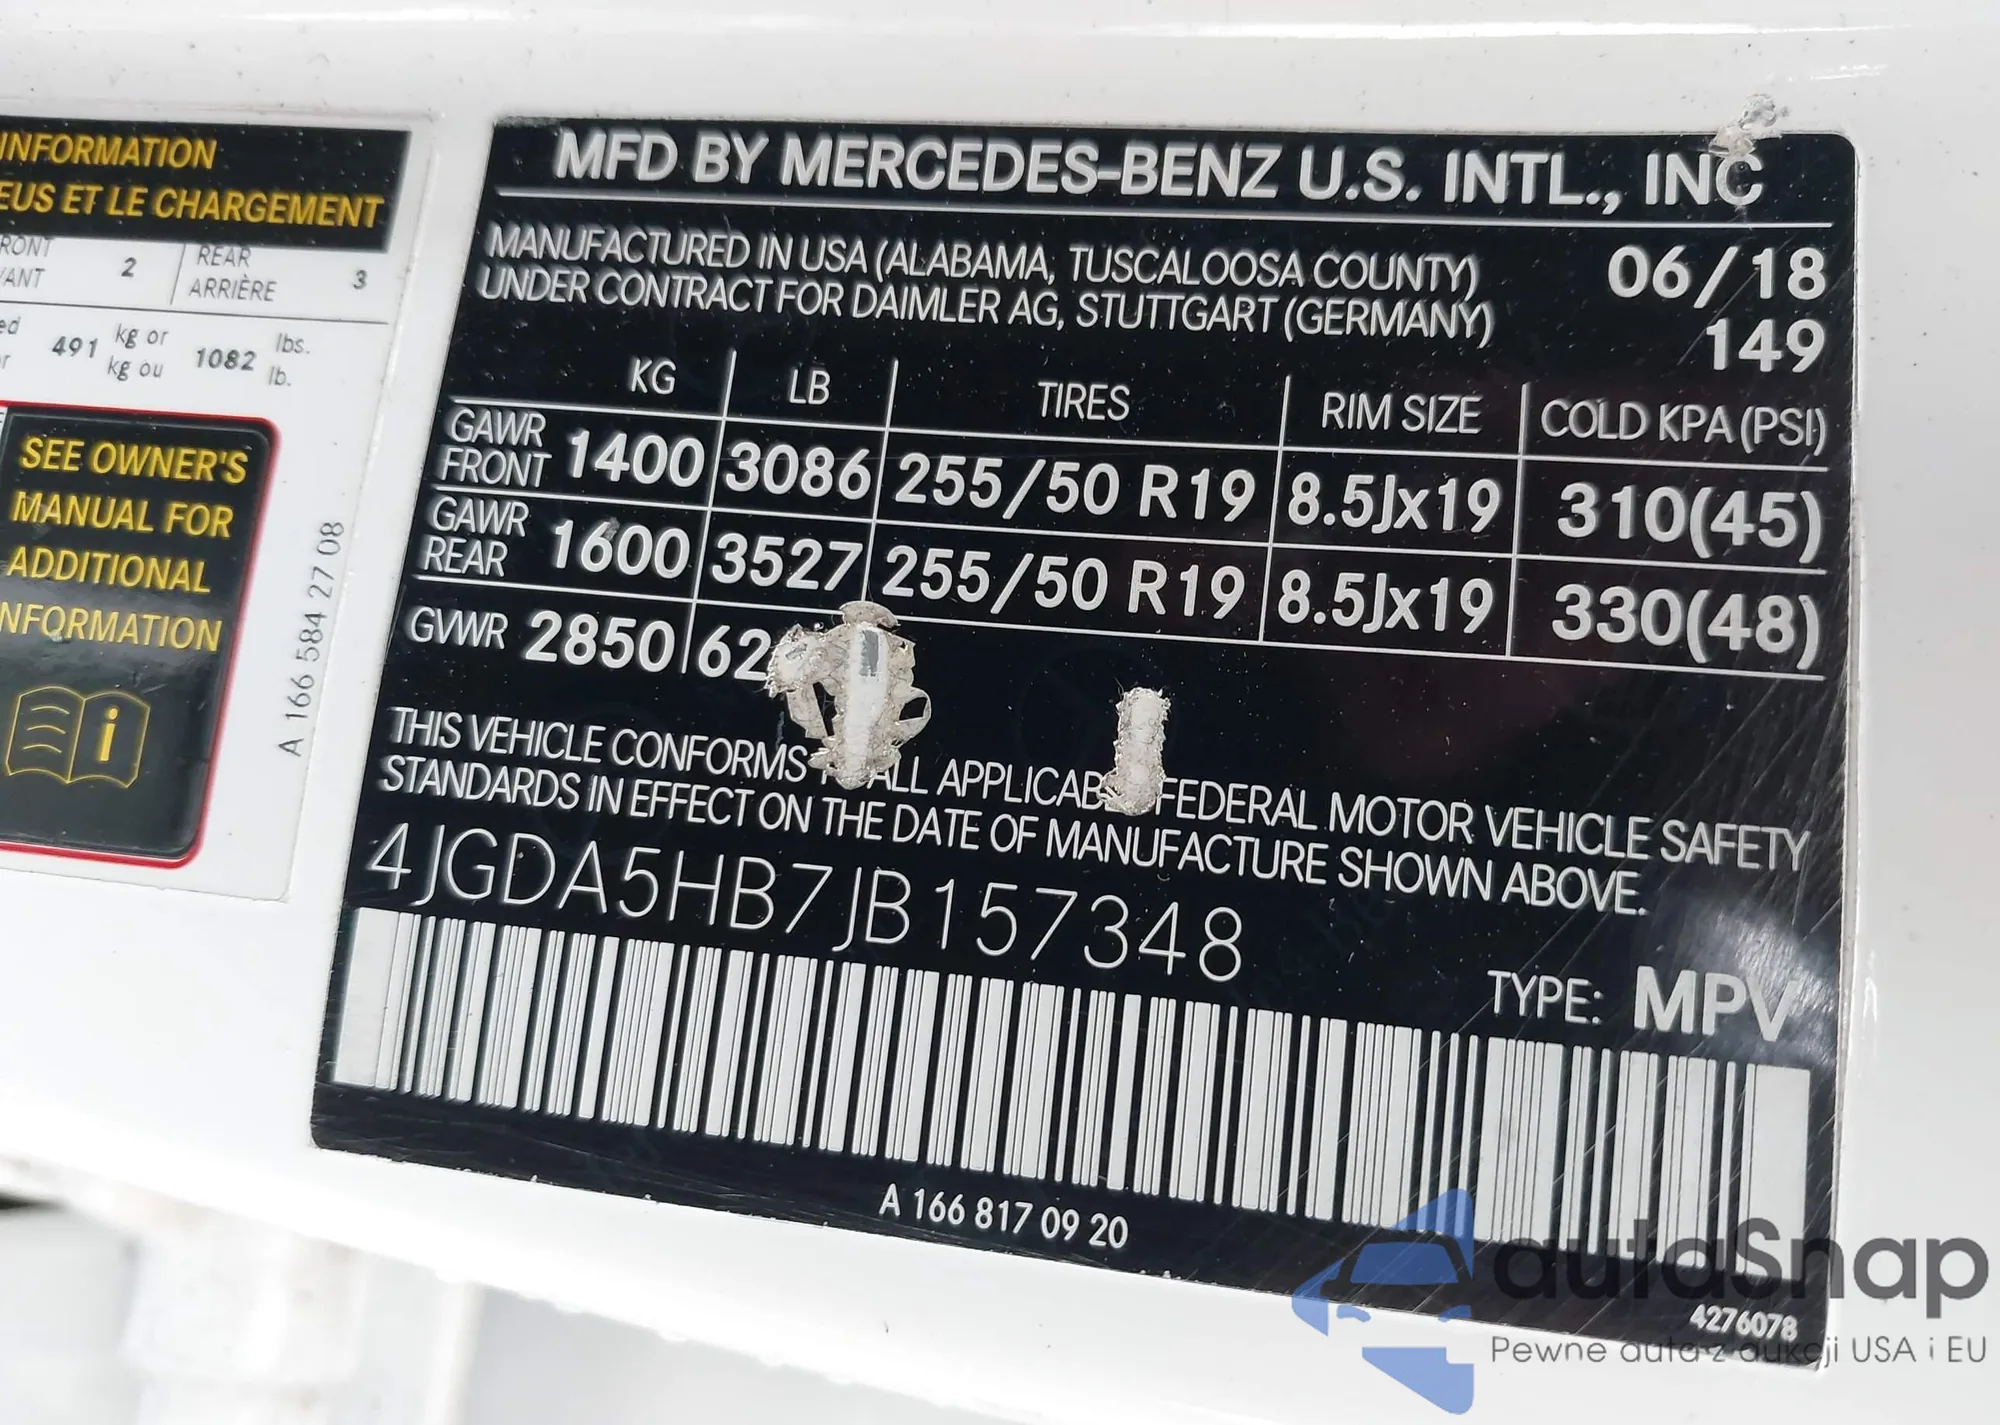 INFORMATION
EUS ET LE CHARGEMENT
RONT
ANT 2 REAR
ARRIÈRE 3
491 kg or
kg ou 1082 lbs.
lb.
SEE OWNER'S
MANUAL FOR
ADDITIONAL
NFORMATION
A 166 584 27 08
MFD BY MERCEDES-BENZ U.S. INTL., INC
MANUFACTURED IN USA (ALABAMA, TUSCALOOSA COUNTY) 06/18
UNDER CONTRACT FOR DAIMLER AG, STUTTGART (GERMANY) 149
KG LB TIRES RIM SIZE COLD KPA (PSI)
GAWR
FRONT 1400 3086 255/50 R19 8.5Jx19 310(45)
GAWR
REAR 1600 3527 255/50 R19 8.5Jx19 330(48)
GVWR 2850 62
THIS VEHICLE CONFORMS ALL APPLICAB FEDERAL MOTOR VEHICLE SAFETY
STANDARDS IN EFFECT ON THE DATE OF MANUFACTURE SHOWN ABOVE.
4JGDA5HB7JB157348
TYPE: MPV
A 166 817 09 20
4276078
autaSnap
Pewne auta z aukcji USA i EU